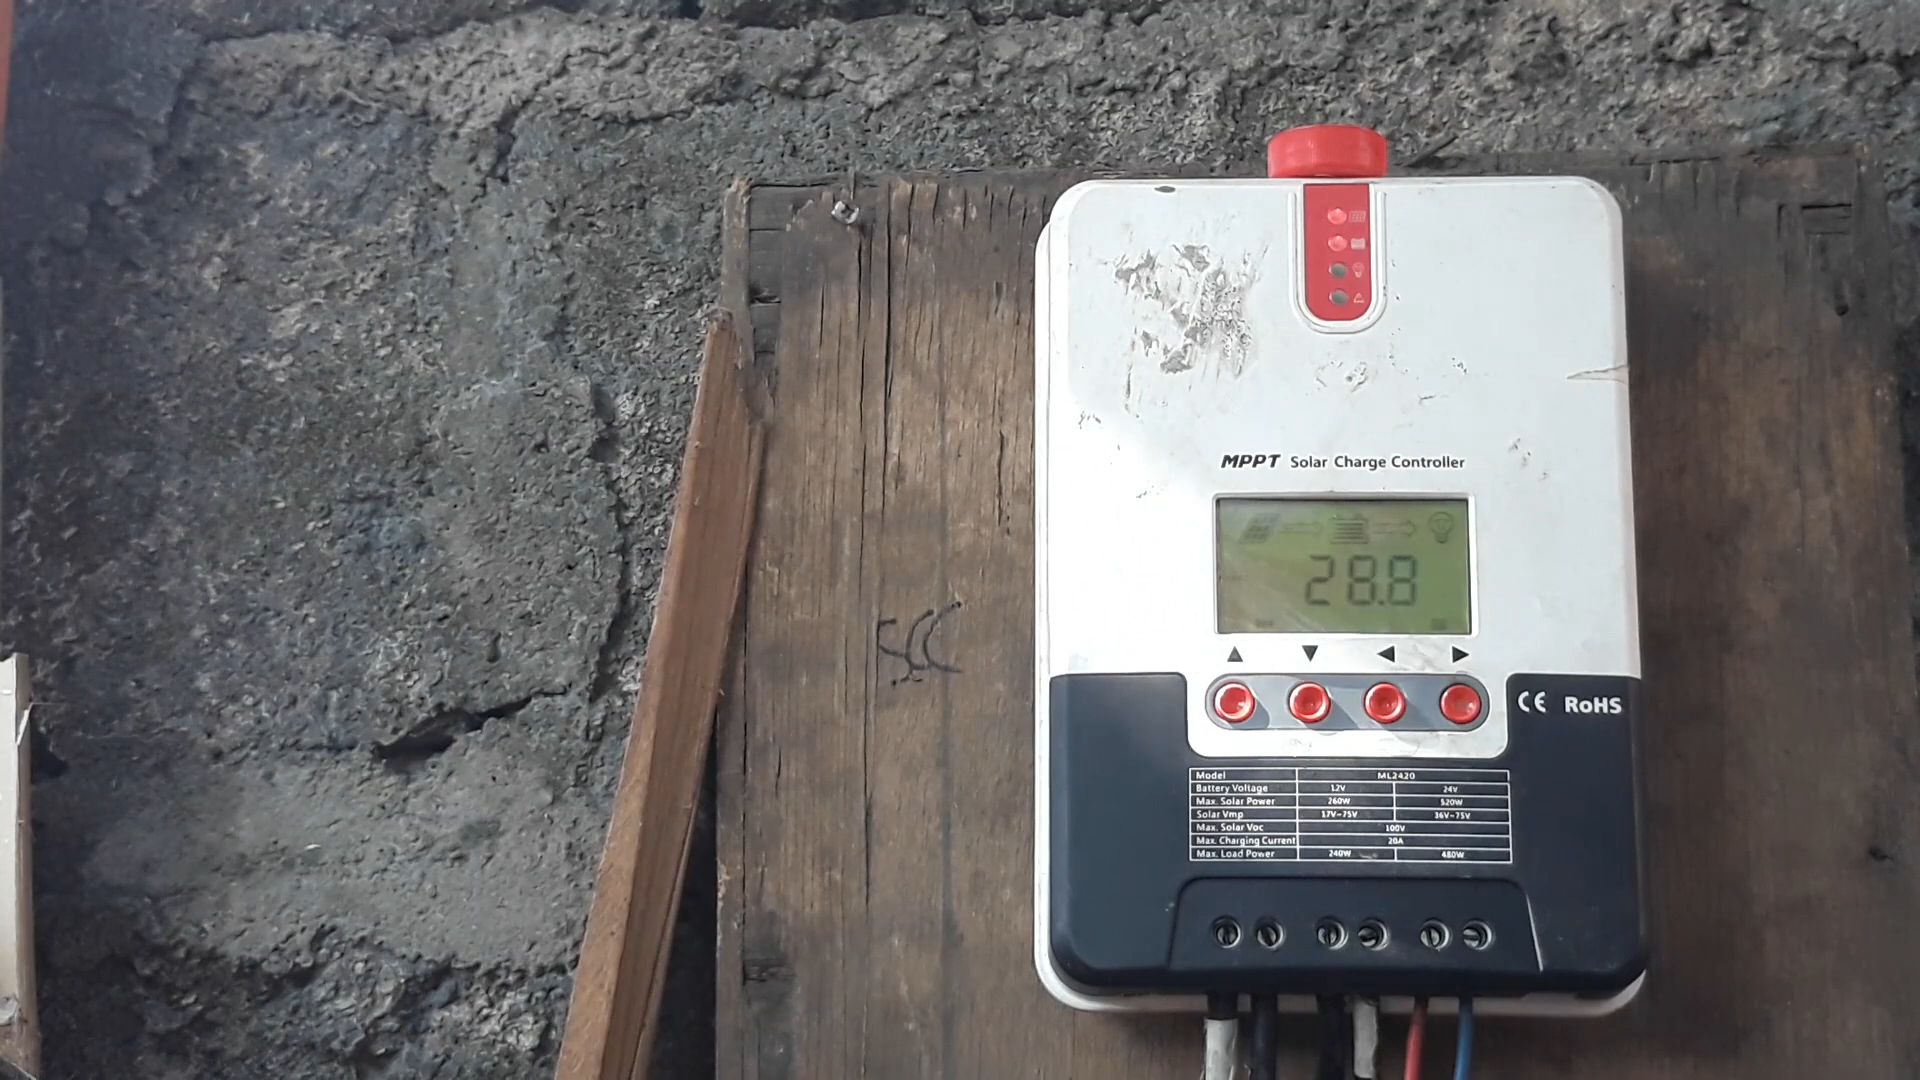 MPPT Solar Charge Controller
28.8
SCC
CE RoHS
Model ML2420
Battery Voltage 12V 24V
Max. Solar Power 260W 520W
Solar Vmp 17V~75V 36V~75V
Max. Solar Voc 100V
Max. Charging Current 20A
Max. Load Power 240W 480W